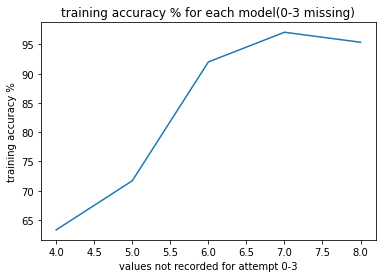 training accuracy % for each model(0-3 missing)
training accuracy %
95
90
85
80
75
70
65
4.0 4.5 5.0 5.5 6.0 6.5 7.0 7.5 8.0
values not recorded for attempt 0-3